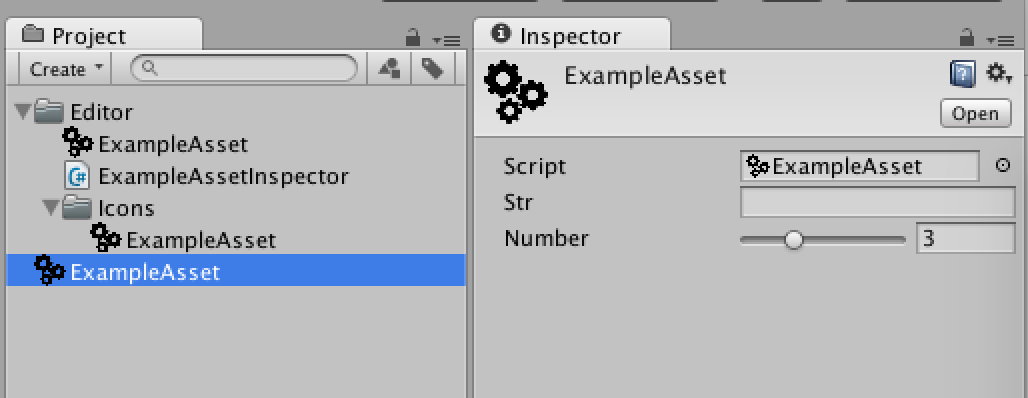 Project
Create
Editor
ExampleAsset
ExampleAssetInspector
Icons
ExampleAsset
ExampleAsset
Inspector
ExampleAsset
Open
Script ExampleAsset
Str
Number 3